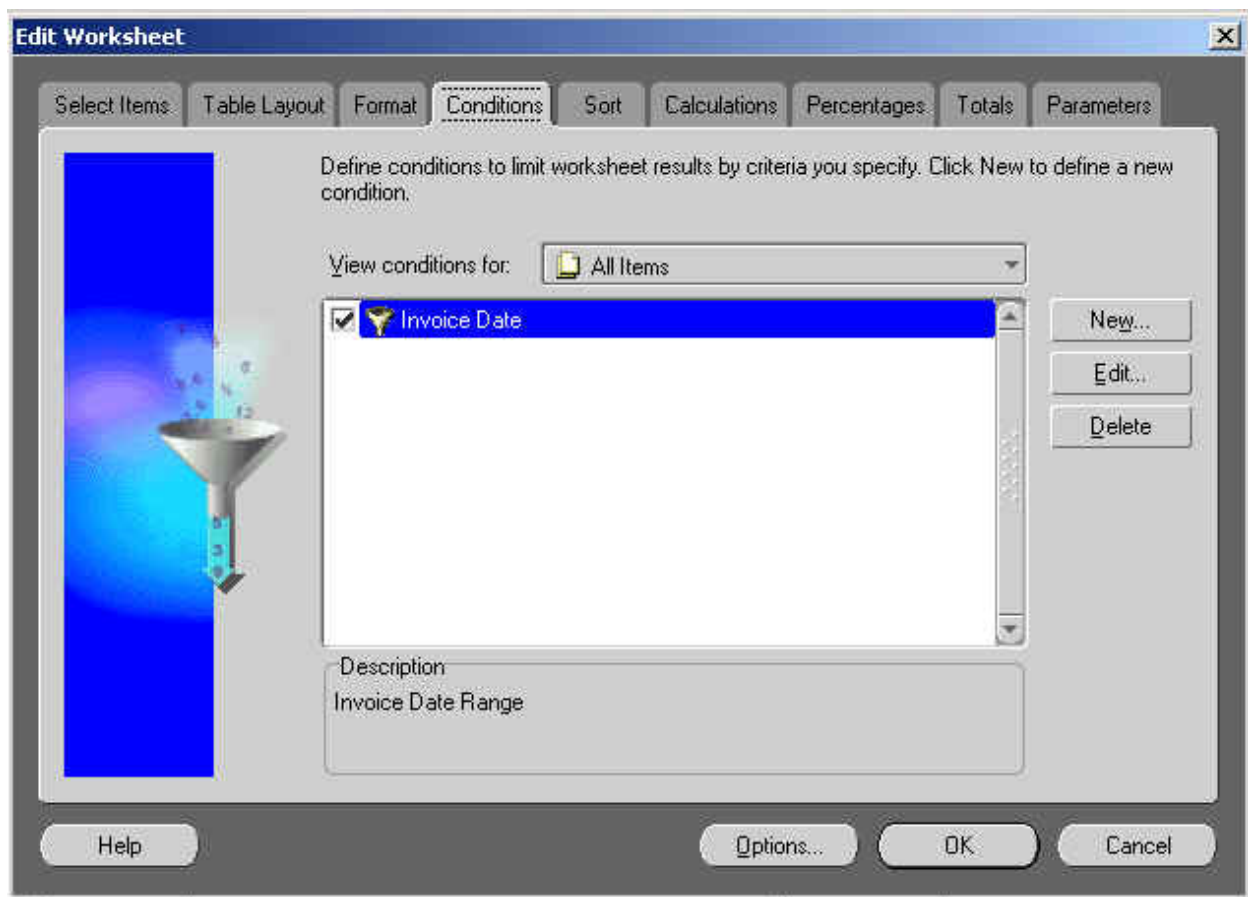 Edit Worksheet
Select Items Table Layout Format Conditions Sort Calculations Percentages Totals Parameters
Define conditions to limit worksheet results by criteria you specify. Click New to define a new
condition.
View conditions for: All Items
Invoice Date
New...
Edit...
Delete
Description
Invoice Date Range
Help Options... OK Cancel